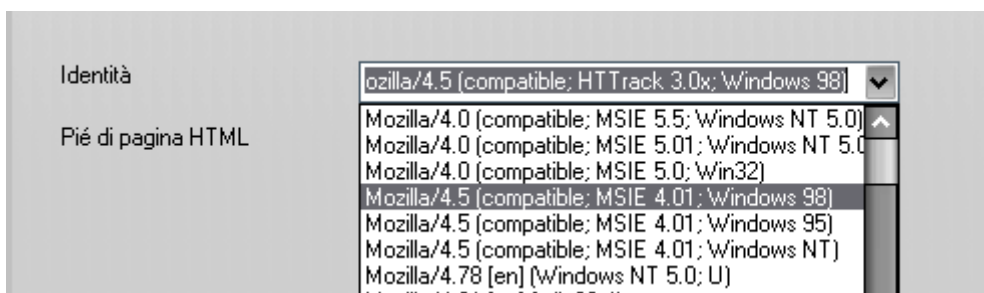 Identità
ozilla/4.5 (compatible; HTTrack 3.0x; Windows 98)
Pié di pagina HTML
Mozilla/4.0 (compatible; MSIE 5.5; Windows NT 5.0)
Mozilla/4.0 (compatible; MSIE 5.01; Windows NT 5.0
Mozilla/4.0 (compatible; MSIE 5.0; Win32)
Mozilla/4.5 (compatible; MSIE 4.01; Windows 98)
Mozilla/4.5 (compatible; MSIE 4.01; Windows 95)
Mozilla/4.5 (compatible; MSIE 4.01; Windows NT)
Mozilla/4.78 [en] (Windows NT 5.0; U)